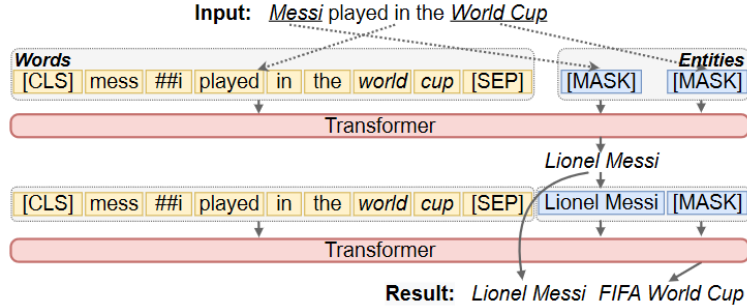 Input: Messi played in the World Cup
Words Entities
[CLS] mess ##i played in the world cup [SEP] [MASK] [MASK]
Transformer
Lionel Messi
[CLS] mess ##i played in the world cup [SEP] Lionel Messi [MASK]
Transformer
Result: Lionel Messi FIFA World Cup